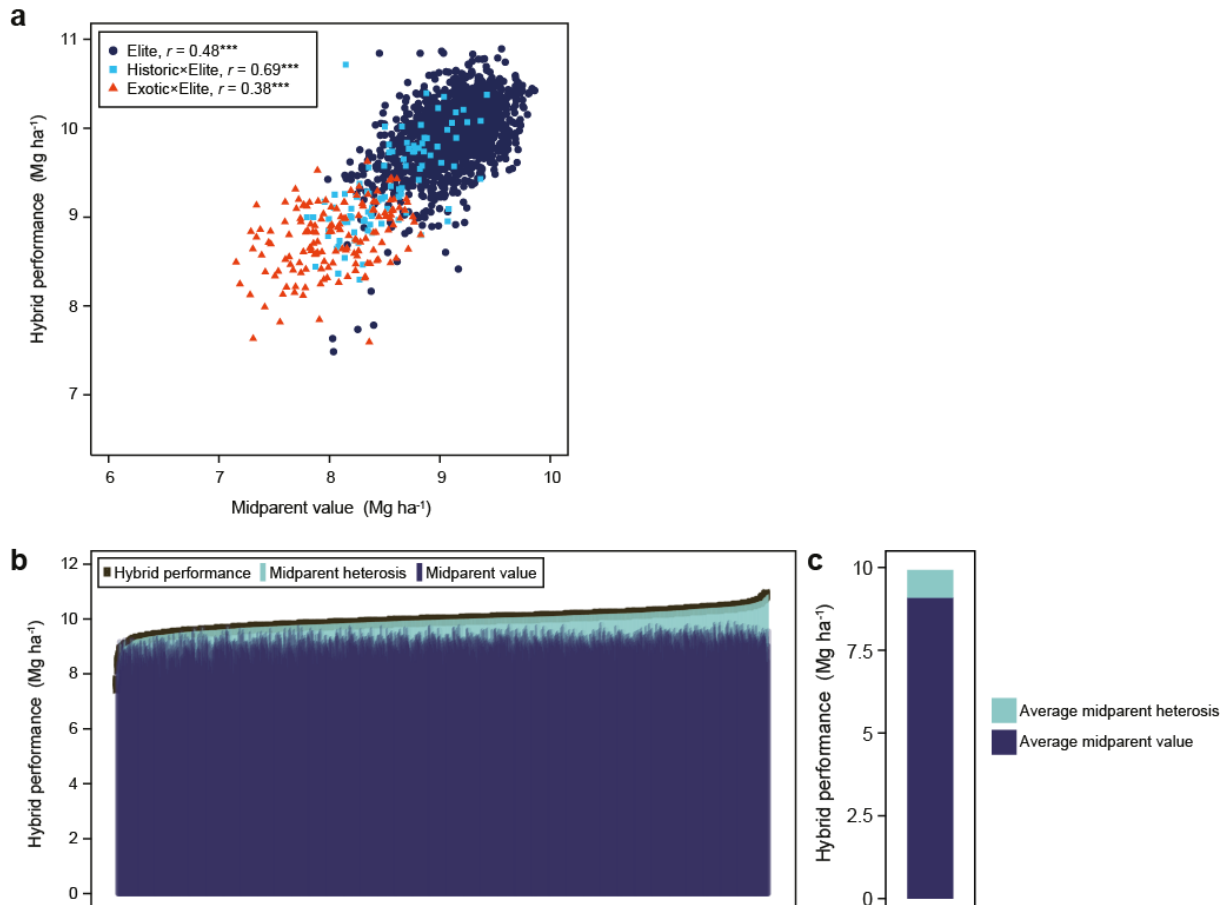 a
Elite, r = 0.48***
Historic×Elite, r = 0.69***
Exotic×Elite, r = 0.38***
11
10
9
8
7
Hybrid performance (Mg ha⁻¹)
6 7 8 9 10
Midparent value (Mg ha⁻¹)
b
Hybrid performance Midparent heterosis Midparent value
12
10
8
6
4
2
0
Hybrid performance (Mg ha⁻¹)
c
10
7.5
5
2.5
0
Hybrid performance (Mg ha⁻¹)
Average midparent heterosis
Average midparent value